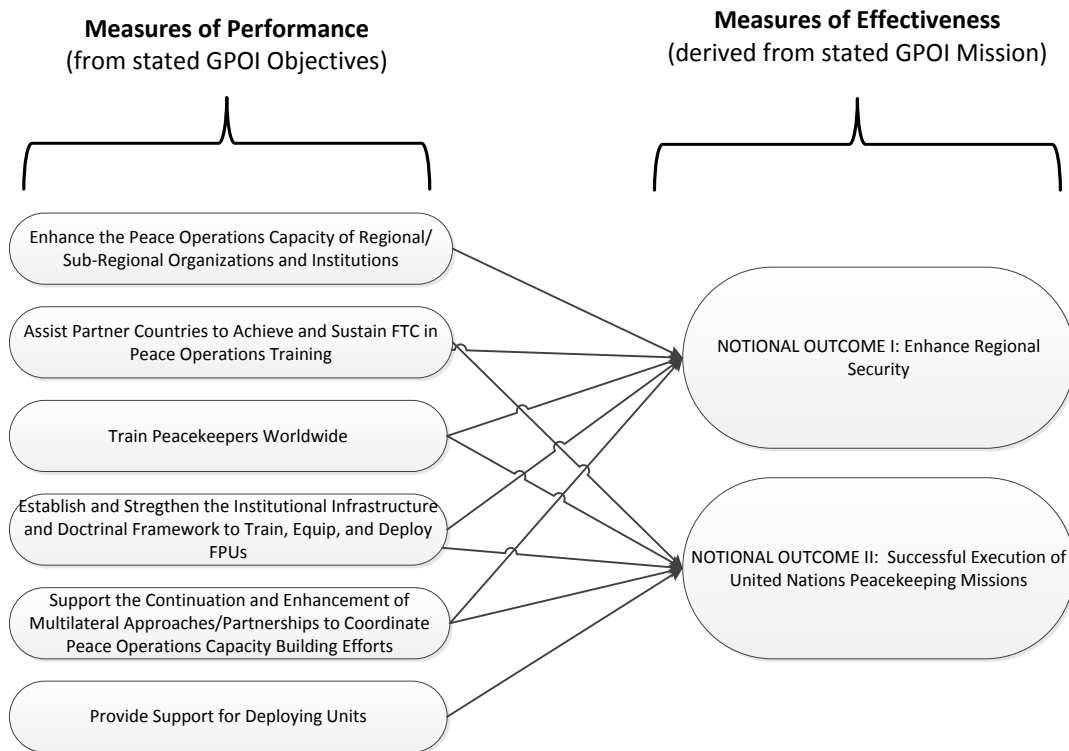 Measures of Performance
(from stated GPOI Objectives)
Measures of Effectiveness
(derived from stated GPOI Mission)
Enhance the Peace Operations Capacity of Regional/
Sub-Regional Organizations and Institutions
Assist Partner Countries to Achieve and Sustain FTC in
Peace Operations Training
Train Peacekeepers Worldwide
Establish and Stregthen the Institutional Infrastructure
and Doctrinal Framework to Train, Equip, and Deploy
FPUs
Support the Continuation and Enhancement of
Multilateral Approaches/Partnerships to Coordinate
Peace Operations Capacity Building Efforts
Provide Support for Deploying Units
NOTIONAL OUTCOME I: Enhance Regional
Security
NOTIONAL OUTCOME II:  Successful Execution of
United Nations Peacekeeping Missions